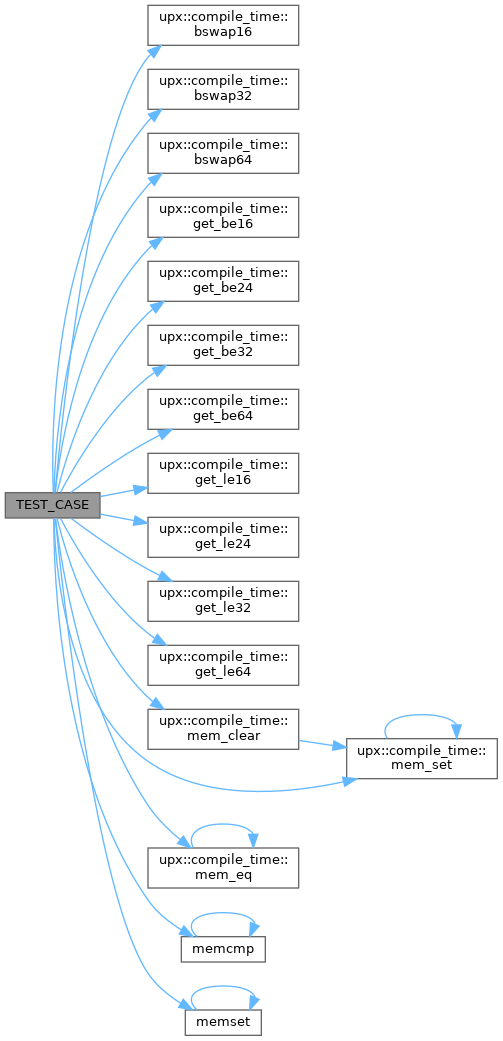 upx::compile_time::
bswap16
upx::compile_time::
bswap32
upx::compile_time::
bswap64
upx::compile_time::
get_be16
upx::compile_time::
get_be24
upx::compile_time::
get_be32
upx::compile_time::
get_be64
upx::compile_time::
get_le16
TEST_CASE
upx::compile_time::
get_le24
upx::compile_time::
get_le32
upx::compile_time::
get_le64
upx::compile_time::
mem_clear
upx::compile_time::
mem_set
upx::compile_time::
mem_eq
memcmp
memset